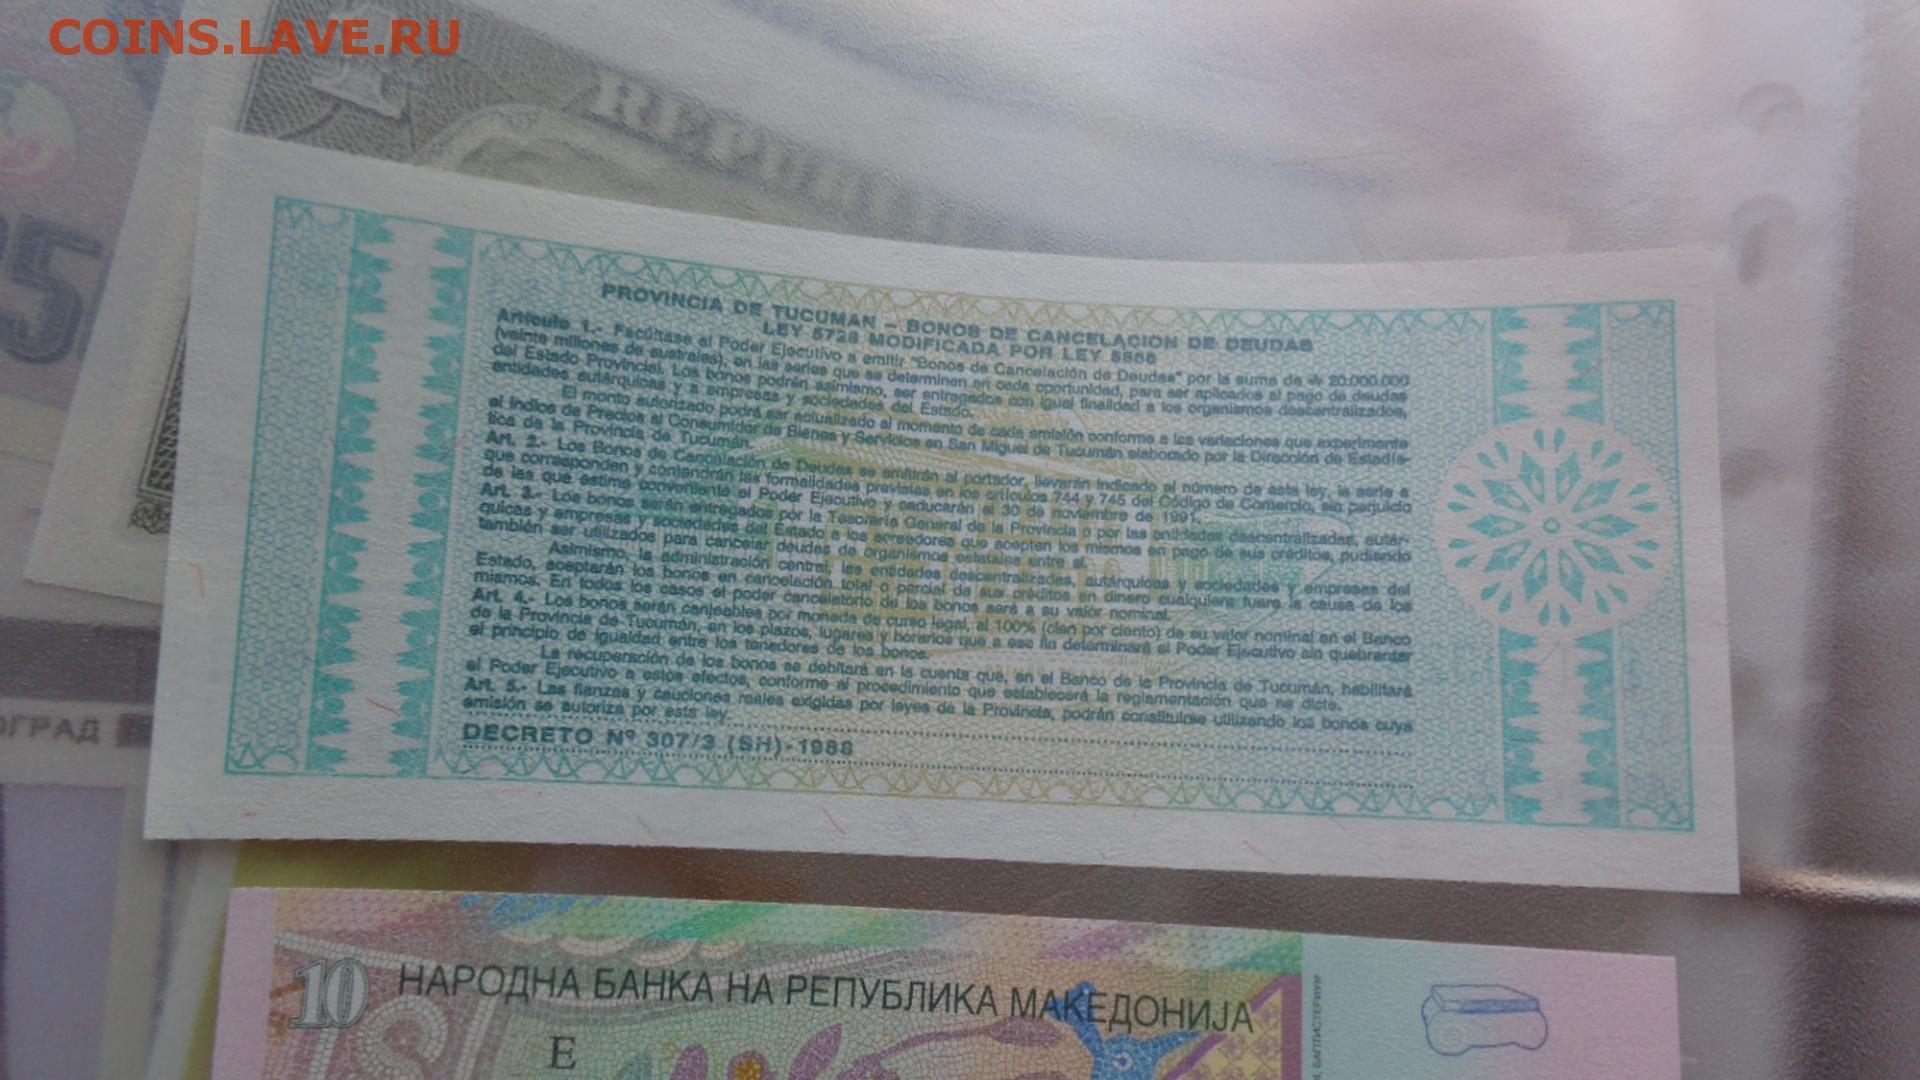 COINS.LAVE.RU
25
ОГРАД
PROVINCIA DE TUCUMAN – BONOS DE CANCELACION DE DEUDAS
LEY 5728 MODIFICADA POR LEY 5866
Artículo 1.- Facúltase al Poder Ejecutivo a emitir "Bonos de Cancelación de Deudas" por la suma de ₳ 20.000.000
(veinte millones de australes), en las series que se determinen en cada oportunidad, para ser aplicados al pago de deudas
del Estado Provincial. Los bonos podrán asimismo, ser entregados con igual finalidad a los organismos descentralizados,
entidades autárquicas y a empresas y sociedades del Estado.
El monto autorizado podrá ser actualizado al momento de cada emisión conforme a las variaciones que experimente
el Indice de Precios al Consumidor de Bienes y Servicios en San Miguel de Tucumán elaborado por la Dirección de Estadís-
tica de la Provincia de Tucumán.
Art. 2.- Los Bonos de Cancelación de Deudas se emitirán al portador, llevarán indicado el número de esta ley, la serie a
que corresponden y contendrán las formalidades previstas en los artículos 744 y 745 del Código de Comercio, sin perjuicio
de las que estime conveniente el Poder Ejecutivo y caducarán el 30 de noviembre de 1991.
Art. 3.- Los bonos serán entregados por la Tesorería General de la Provincia o por las entidades descentralizadas, autár-
quicas y empresas y sociedades del Estado a los acreedores que acepten los mismos en pago de sus créditos, pudiendo
también ser utilizados para cancelar deudas de organismos estatales entre sí.
Asimismo, la administración central, las entidades descentralizadas, autárquicas y sociedades y empresas del
Estado, aceptarán los bonos en cancelación total o parcial de sus créditos en dinero cualquiera fuere la causa de los
mismos. En todos los casos el poder cancelatorio de los bonos será a su valor nominal.
Art. 4.- Los bonos serán canjeables por moneda de curso legal, al 100% (cien por ciento) de su valor nominal en el Banco
de la Provincia de Tucumán, en los plazos, lugares y horarios que a ese fin determinará el Poder Ejecutivo sin quebrantar
el principio de igualdad entre los tenedores de los bonos.
La recuperación de los bonos se debitará en la cuenta que, en el Banco de la Provincia de Tucumán, habilitará
el Poder Ejecutivo a estos efectos, conforme al procedimiento que establecerá la reglamentación que se dicte.
Art. 5.- Las fianzas y cauciones reales exigidas por leyes de la Provincia, podrán constituirse utilizando los bonos cuya
emisión se autoriza por esta ley.
DECRETO Nº 307/3 (SH)-1988
10 НАРОДНА БАНКА НА РЕПУБЛИКА МАКЕДОНИЈА
Е
БАПТИСТЕРИУМ